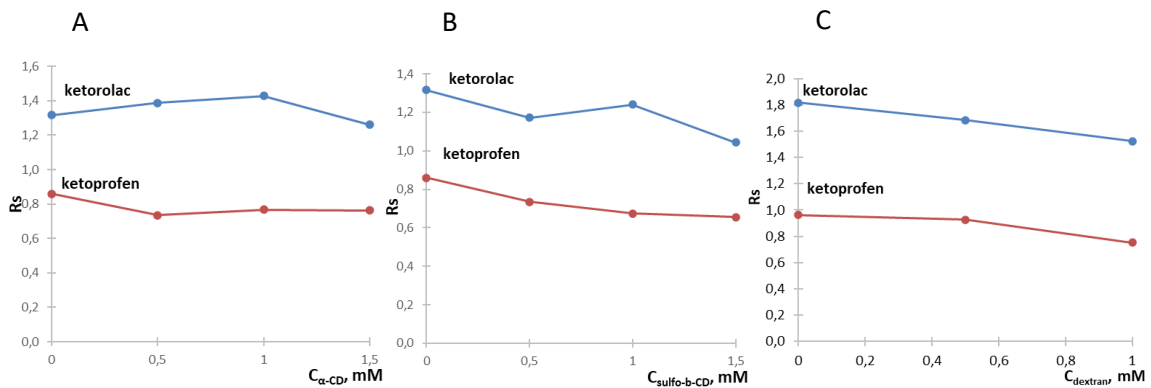 A
1,6
1,4
1,2
1,0
0,8
0,6
0,4
0,2
0,0
Rs
ketorolac
ketoprofen
0
0,5
1
1,5
Cα-CD, mM
B
1,4
1,2
1,0
0,8
0,6
0,4
0,2
0,0
Rs
ketorolac
ketoprofen
0
0,5
1
1,5
Csulfo-b-CD, mM
C
2,0
1,8
1,6
1,4
1,2
1,0
0,8
0,6
0,4
0,2
0,0
Rs
ketorolac
ketoprofen
0
0,2
0,4
0,6
0,8
1
Cdextran, mM